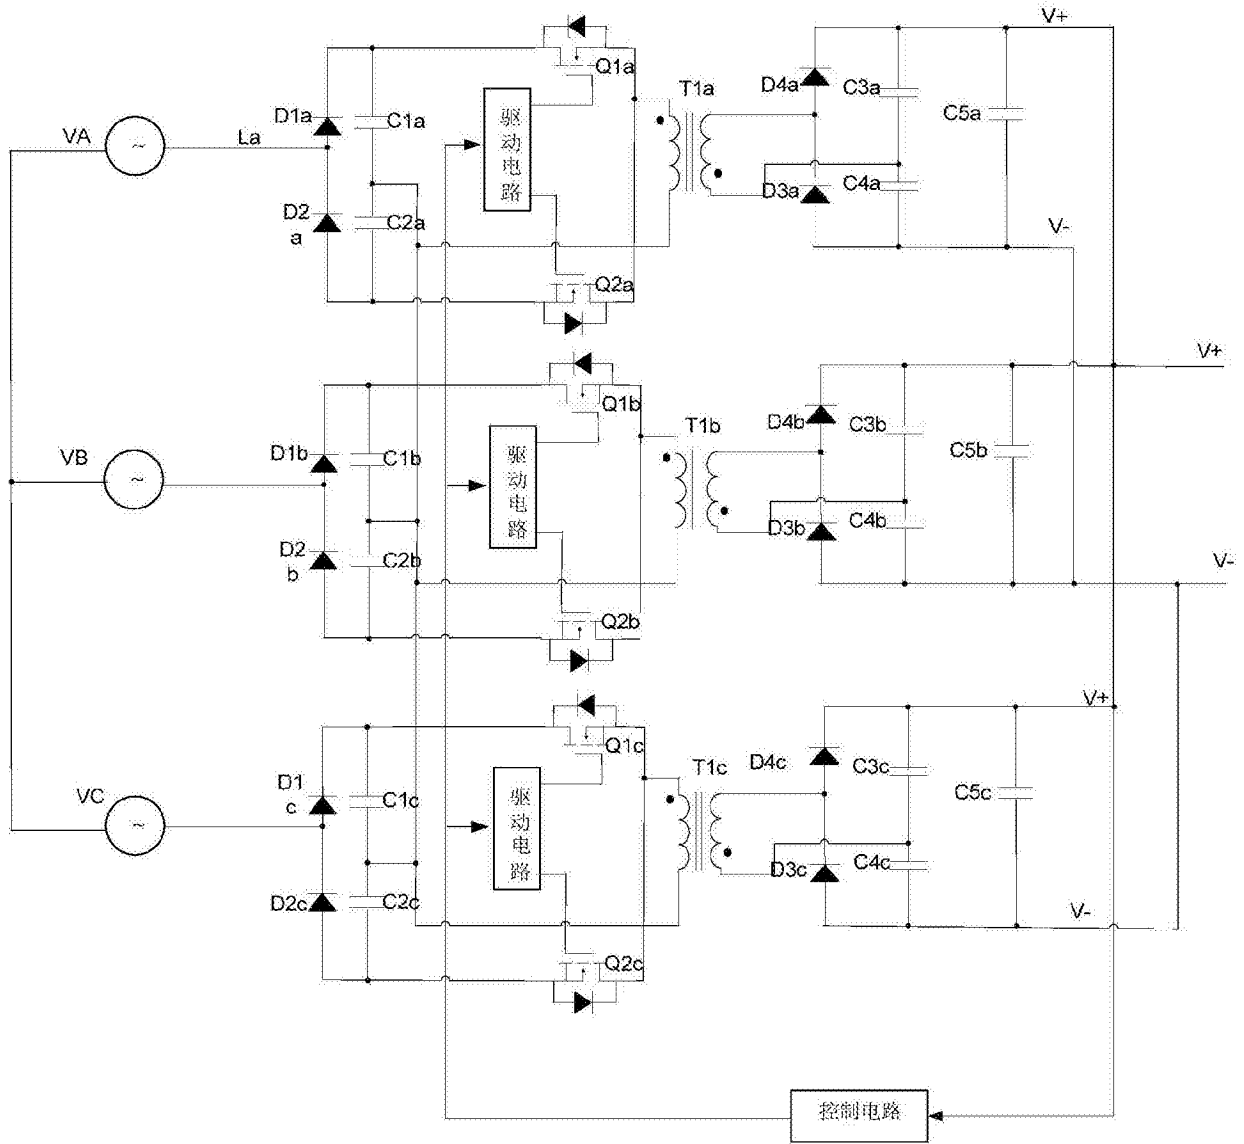 V+
Q1a
T1a
D4a
C3a
C5a
D1a
C1a
VA
~
La
驱动电路
D3a
C4a
D2
a
C2a
V-
Q2a
V+
Q1b
T1b
D4b
C3b
C5b
VB
~
D1b
C1b
驱动电路
D3b
C4b
D2
b
C2b
V-
Q2b
V+
Q1c
T1c
D4c
C3c
C5c
VC
~
D1
c
C1c
驱动电路
D3c
C4c
D2c
C2c
V-
Q2c
控制电路